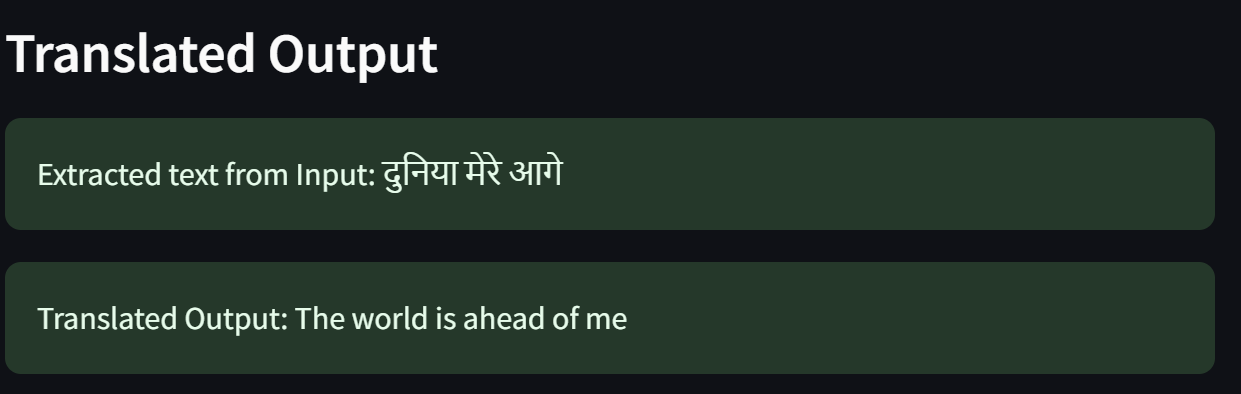 Translated Output
Extracted text from Input: दुनिया मेरे आगे
Translated Output: The world is ahead of me